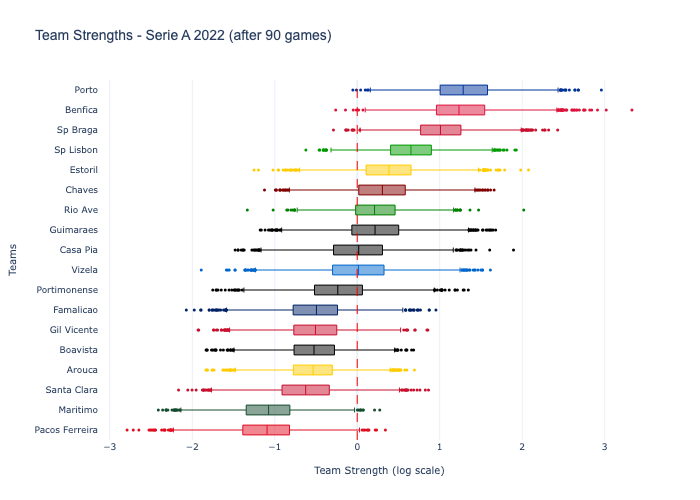 Team Strengths - Serie A 2022 (after 90 games)
Porto
Benfica
Sp Braga
Sp Lisbon
Estoril
Chaves
Rio Ave
Guimaraes
Casa Pia
Vizela
Portimonense
Famalicao
Gil Vicente
Boavista
Arouca
Santa Clara
Maritimo
Pacos Ferreira
Teams
−3 −2 −1 0 1 2 3
Team Strength (log scale)